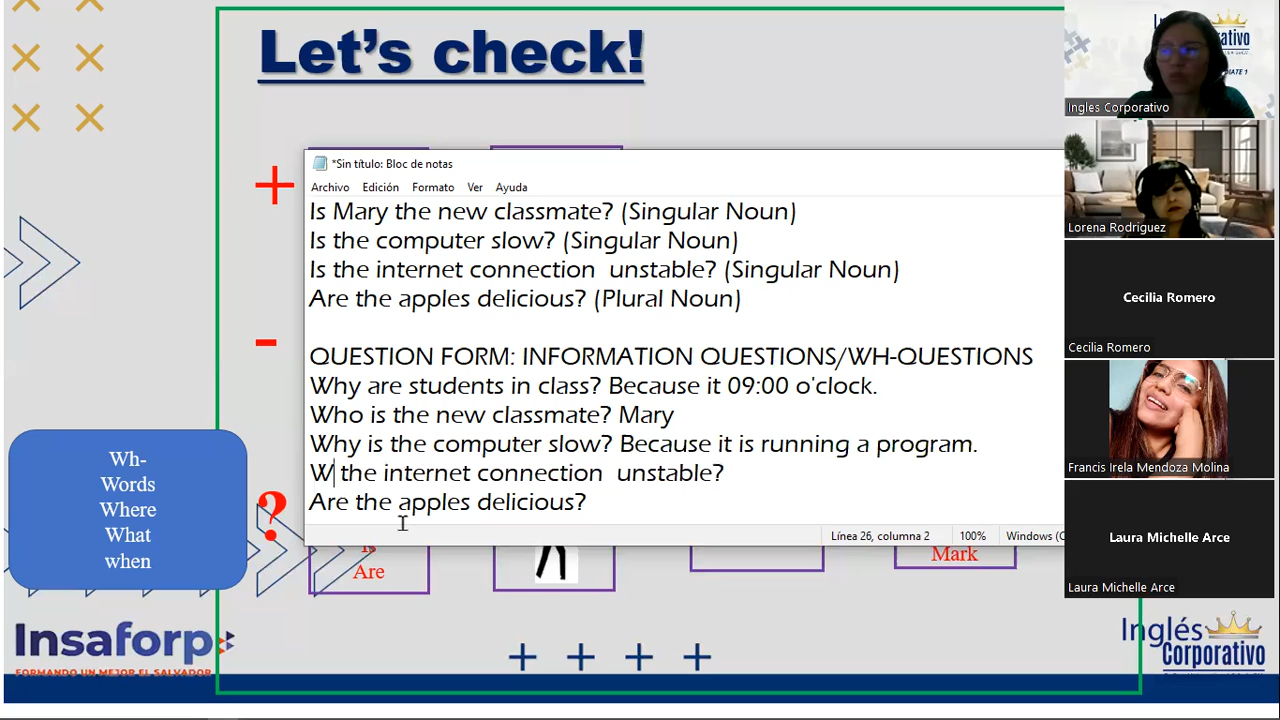 Let's check!
+
*Sin título: Bloc de notas
Archivo Edición Formato Ver Ayuda
Is Mary the new classmate? (Singular Noun)
Is the computer slow? (Singular Noun)
Is the internet connection  unstable? (Singular Noun)
Are the apples delicious? (Plural Noun)
-
QUESTION FORM: INFORMATION QUESTIONS/WH-QUESTIONS
Why are students in class? Because it 09:00 o'clock.
Who is the new classmate? Mary
Why is the computer slow? Because it is running a program.
W the internet connection  unstable?
Are the apples delicious?
?
Línea 26, columna 2 100% Windows (C
Is
Are
Mark
Wh-
Words
Where
What
when
Insaforp
FORMANDO UN MEJOR EL SALVADOR
Inglés
Corporativo
Ingles Corporativo
Lorena Rodríguez
Cecilia Romero
Cecilia Romero
Francis Irela Mendoza Molina
Laura Michelle Arce
Laura Michelle Arce